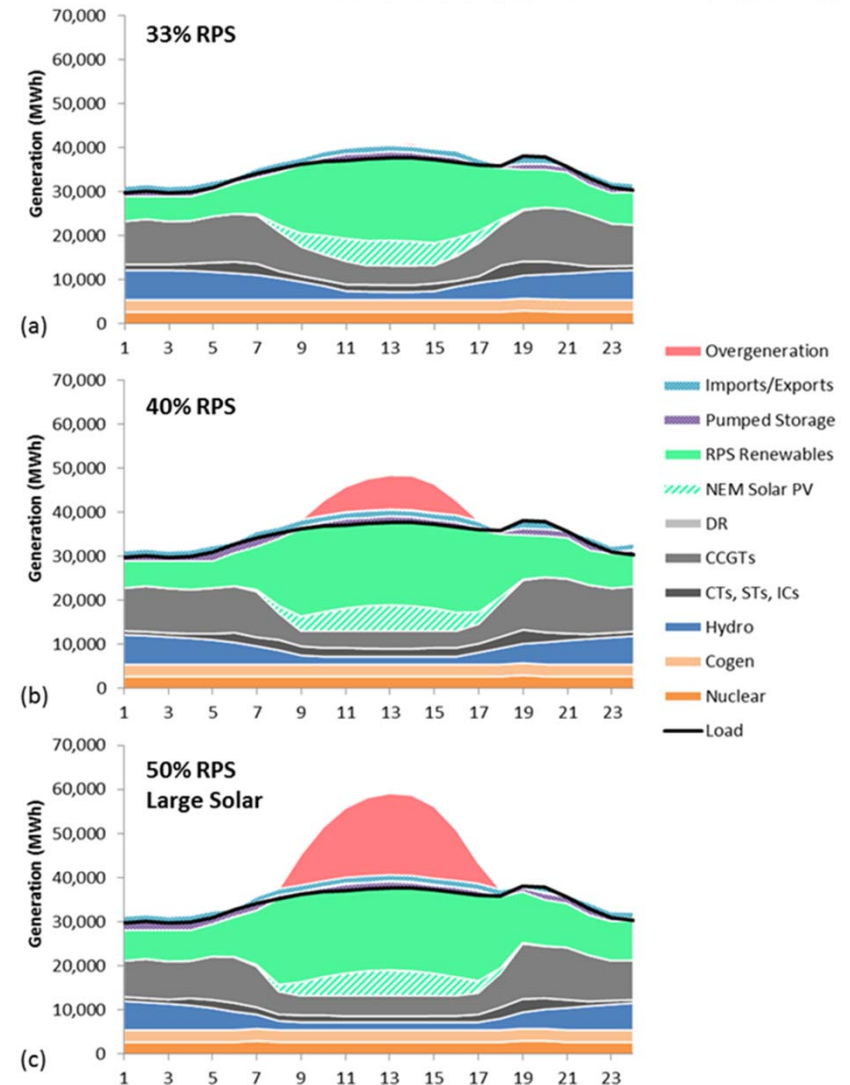 70,000
33% RPS
60,000
50,000
40,000
30,000
20,000
10,000
0
Generation (MWh)
1 3 5 7 9 11 13 15 17 19 21 23
(a)
70,000
40% RPS
60,000
50,000
40,000
30,000
20,000
10,000
0
Generation (MWh)
1 3 5 7 9 11 13 15 17 19 21 23
(b)
Overgeneration
Imports/Exports
Pumped Storage
RPS Renewables
NEM Solar PV
DR
CCGTs
CTs, STs, ICs
Hydro
Cogen
Nuclear
Load
70,000
50% RPS
Large Solar
60,000
50,000
40,000
30,000
20,000
10,000
0
Generation (MWh)
1 3 5 7 9 11 13 15 17 19 21 23
(c)